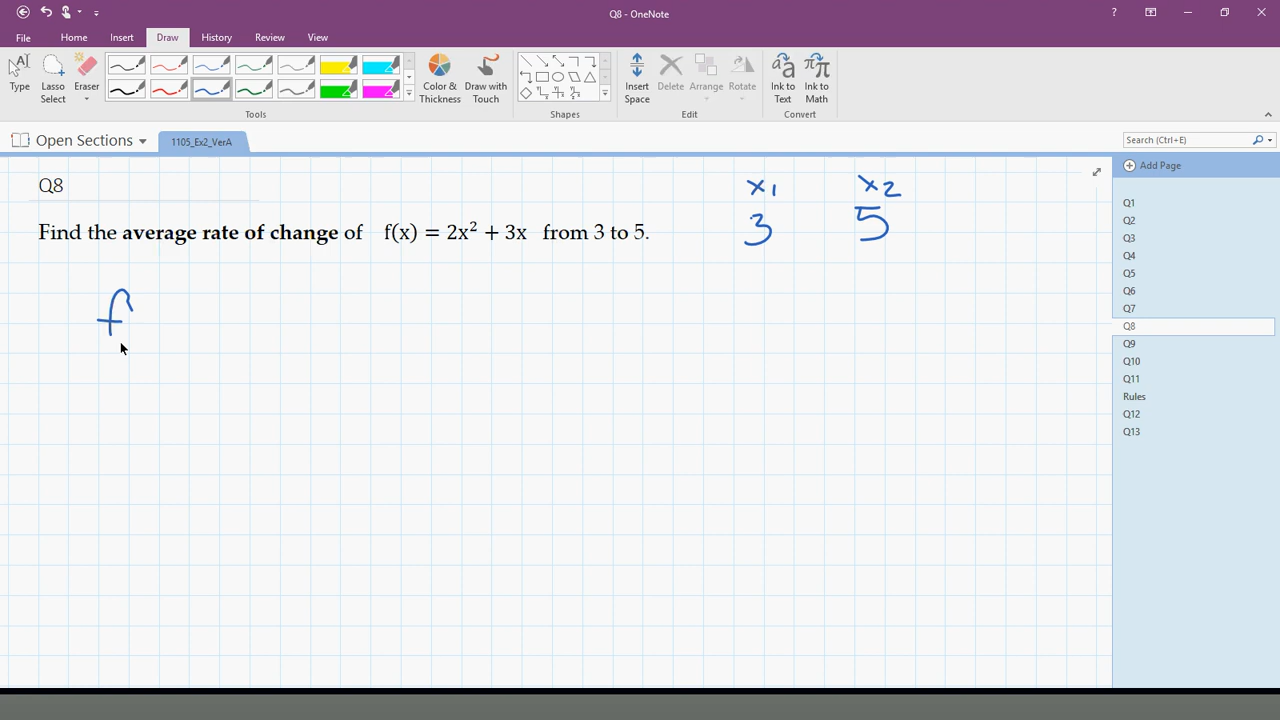 Q8 - OneNote
File Home Insert Draw History Review View
Type
Lasso Select
Eraser
Color & Thickness
Draw with Touch
Insert Space
Delete
Arrange
Rotate
Ink to Text
Ink to Math
Tools
Shapes
Edit
Convert
Open Sections
1105_Ex2_VerA
Search (Ctrl+E)
Add Page
Q8
Find the average rate of change of f(x) = 2x² + 3x from 3 to 5.
x₁ x₂
3 5
f
Q1
Q2
Q3
Q4
Q5
Q6
Q7
Q8
Q9
Q10
Q11
Rules
Q12
Q13